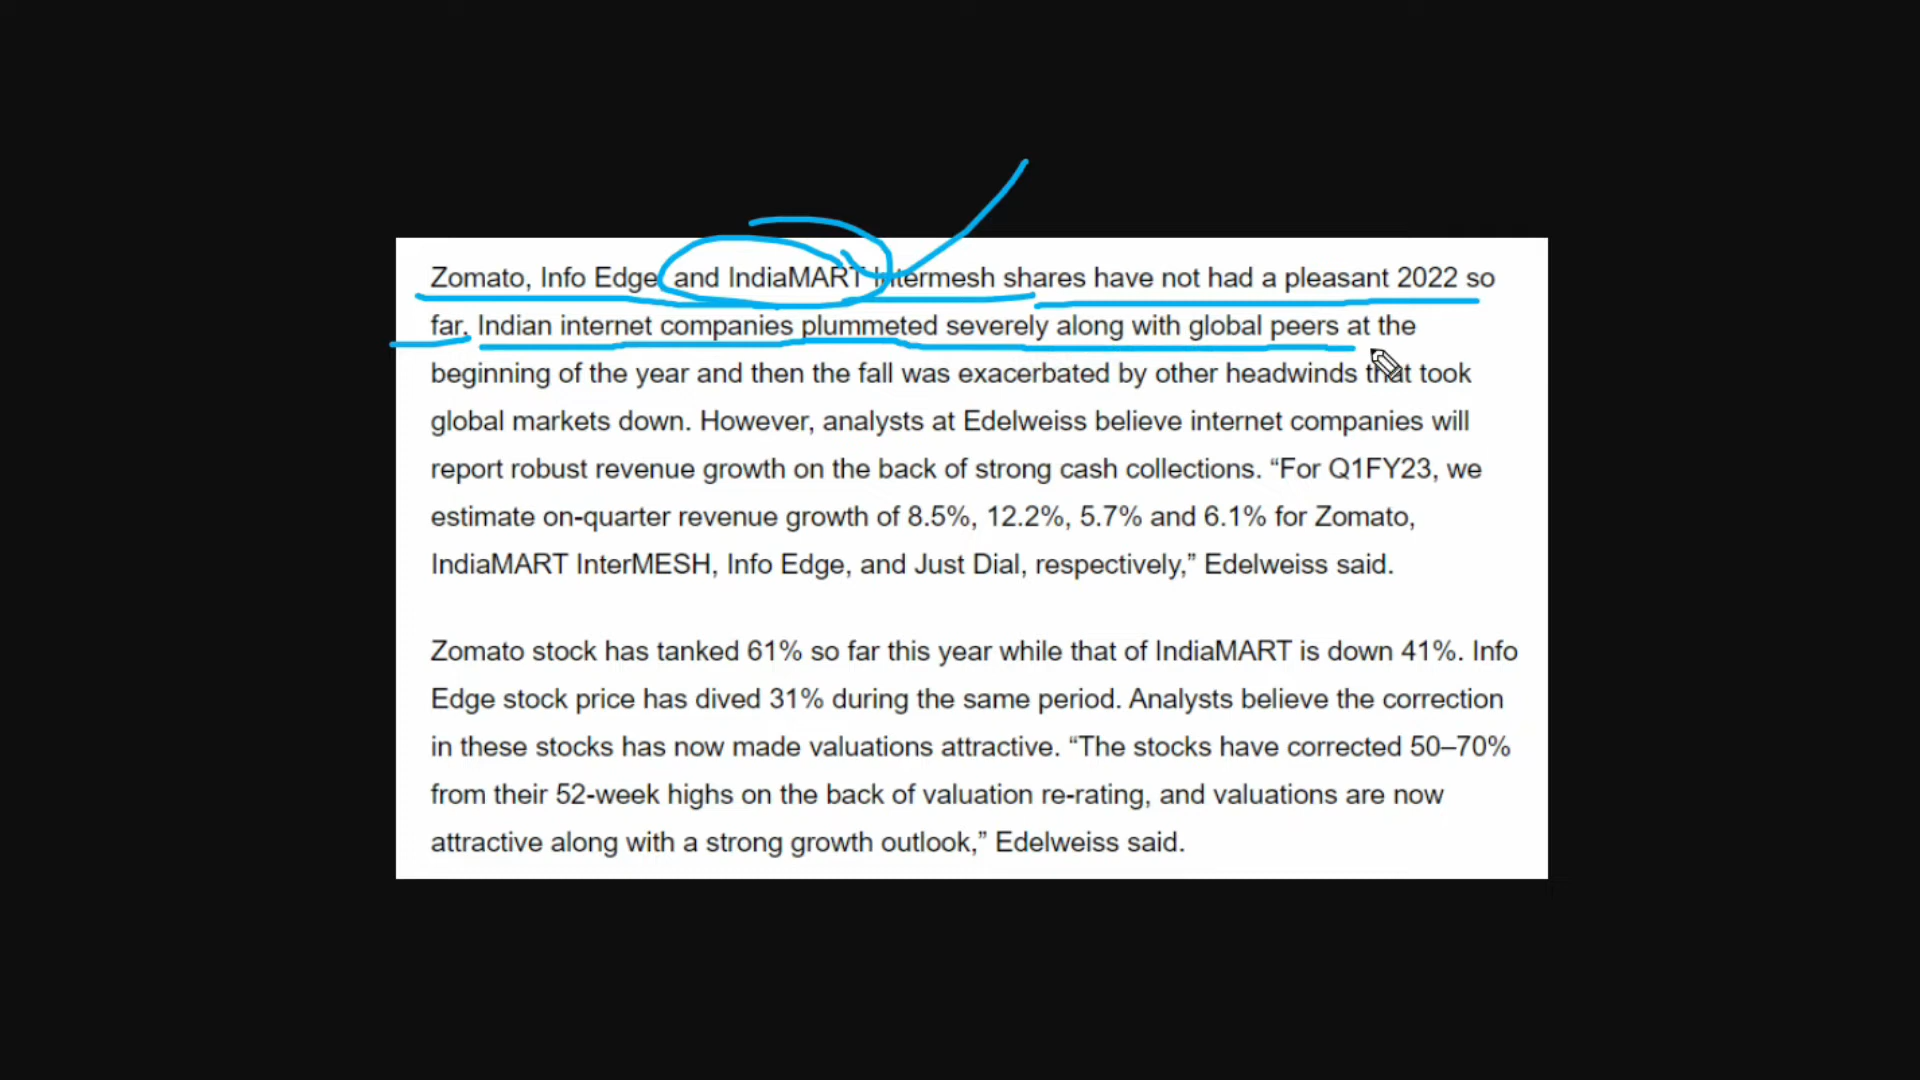 Zomato, Info Edge, and IndiaMART Intermesh shares have not had a pleasant 2022 so
far. Indian internet companies plummeted severely along with global peers at the
beginning of the year and then the fall was exacerbated by other headwinds that took
global markets down. However, analysts at Edelweiss believe internet companies will
report robust revenue growth on the back of strong cash collections. “For Q1FY23, we
estimate on-quarter revenue growth of 8.5%, 12.2%, 5.7% and 6.1% for Zomato,
IndiaMART InterMESH, Info Edge, and Just Dial, respectively,” Edelweiss said.
Zomato stock has tanked 61% so far this year while that of IndiaMART is down 41%. Info
Edge stock price has dived 31% during the same period. Analysts believe the correction
in these stocks has now made valuations attractive. “The stocks have corrected 50–70%
from their 52-week highs on the back of valuation re-rating, and valuations are now
attractive along with a strong growth outlook,” Edelweiss said.